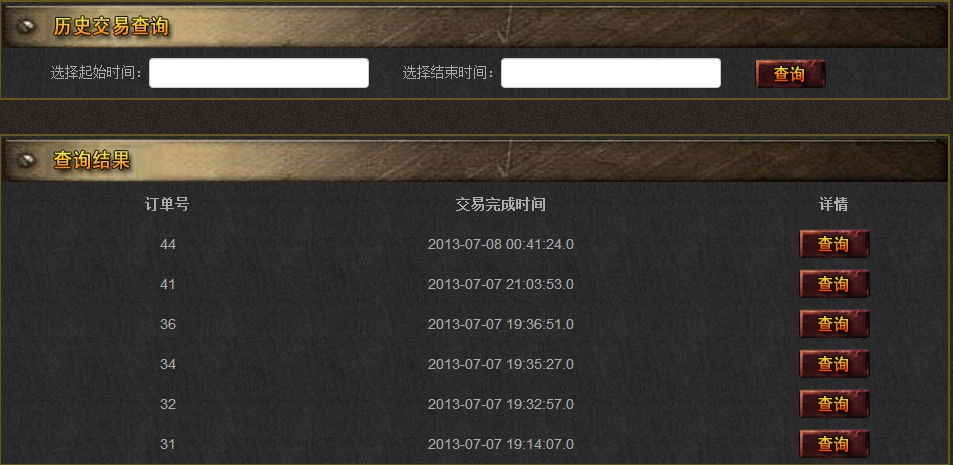 历史交易查询
选择起始时间： 选择结束时间： 查询
查询结果
订单号 交易完成时间 详情
44 2013-07-08 00:41:24.0 查询
41 2013-07-07 21:03:53.0 查询
36 2013-07-07 19:36:51.0 查询
34 2013-07-07 19:35:27.0 查询
32 2013-07-07 19:32:57.0 查询
31 2013-07-07 19:14:07.0 查询